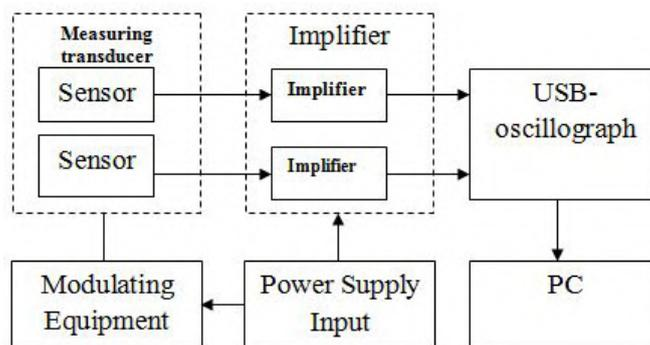 Measuring
transducer
Sensor
Sensor
Implifier
Implifier
Implifier
USB-
oscillograph
Modulating
Equipment
Power Supply
Input
PC